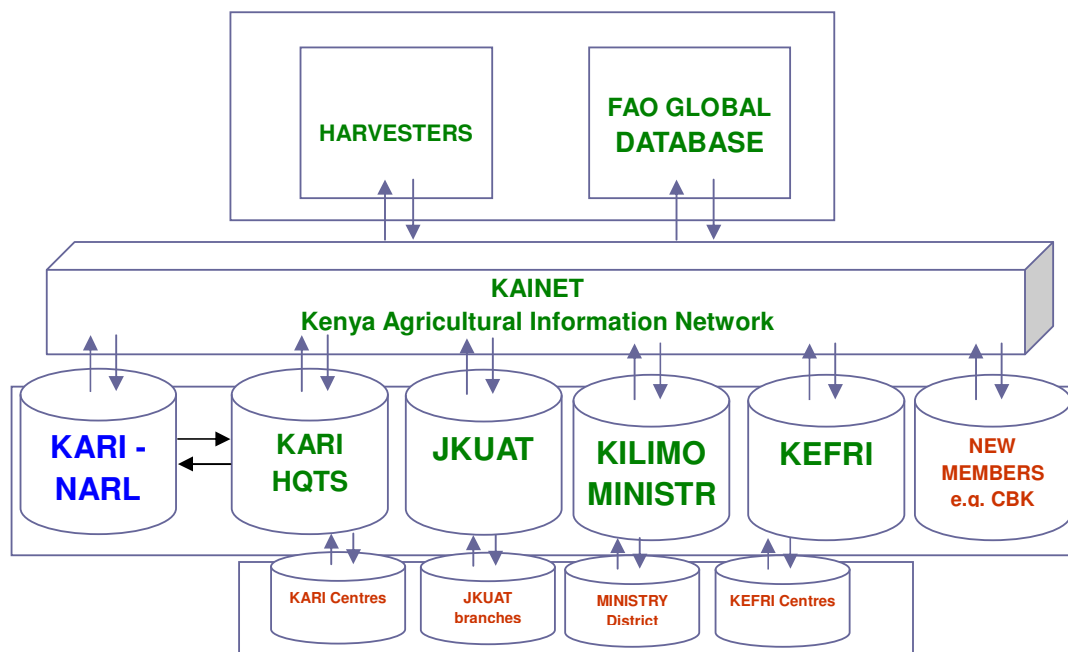 HARVESTERS
FAO GLOBAL
DATABASE
KAINET
Kenya Agricultural Information Network
KARI -
NARL
KARI
HQTS
JKUAT
KILIMO
MINISTR
KEFRI
NEW
MEMBERS
e.g. CBK
KARI Centres
JKUAT
branches
MINISTRY
District
KEFRI Centres